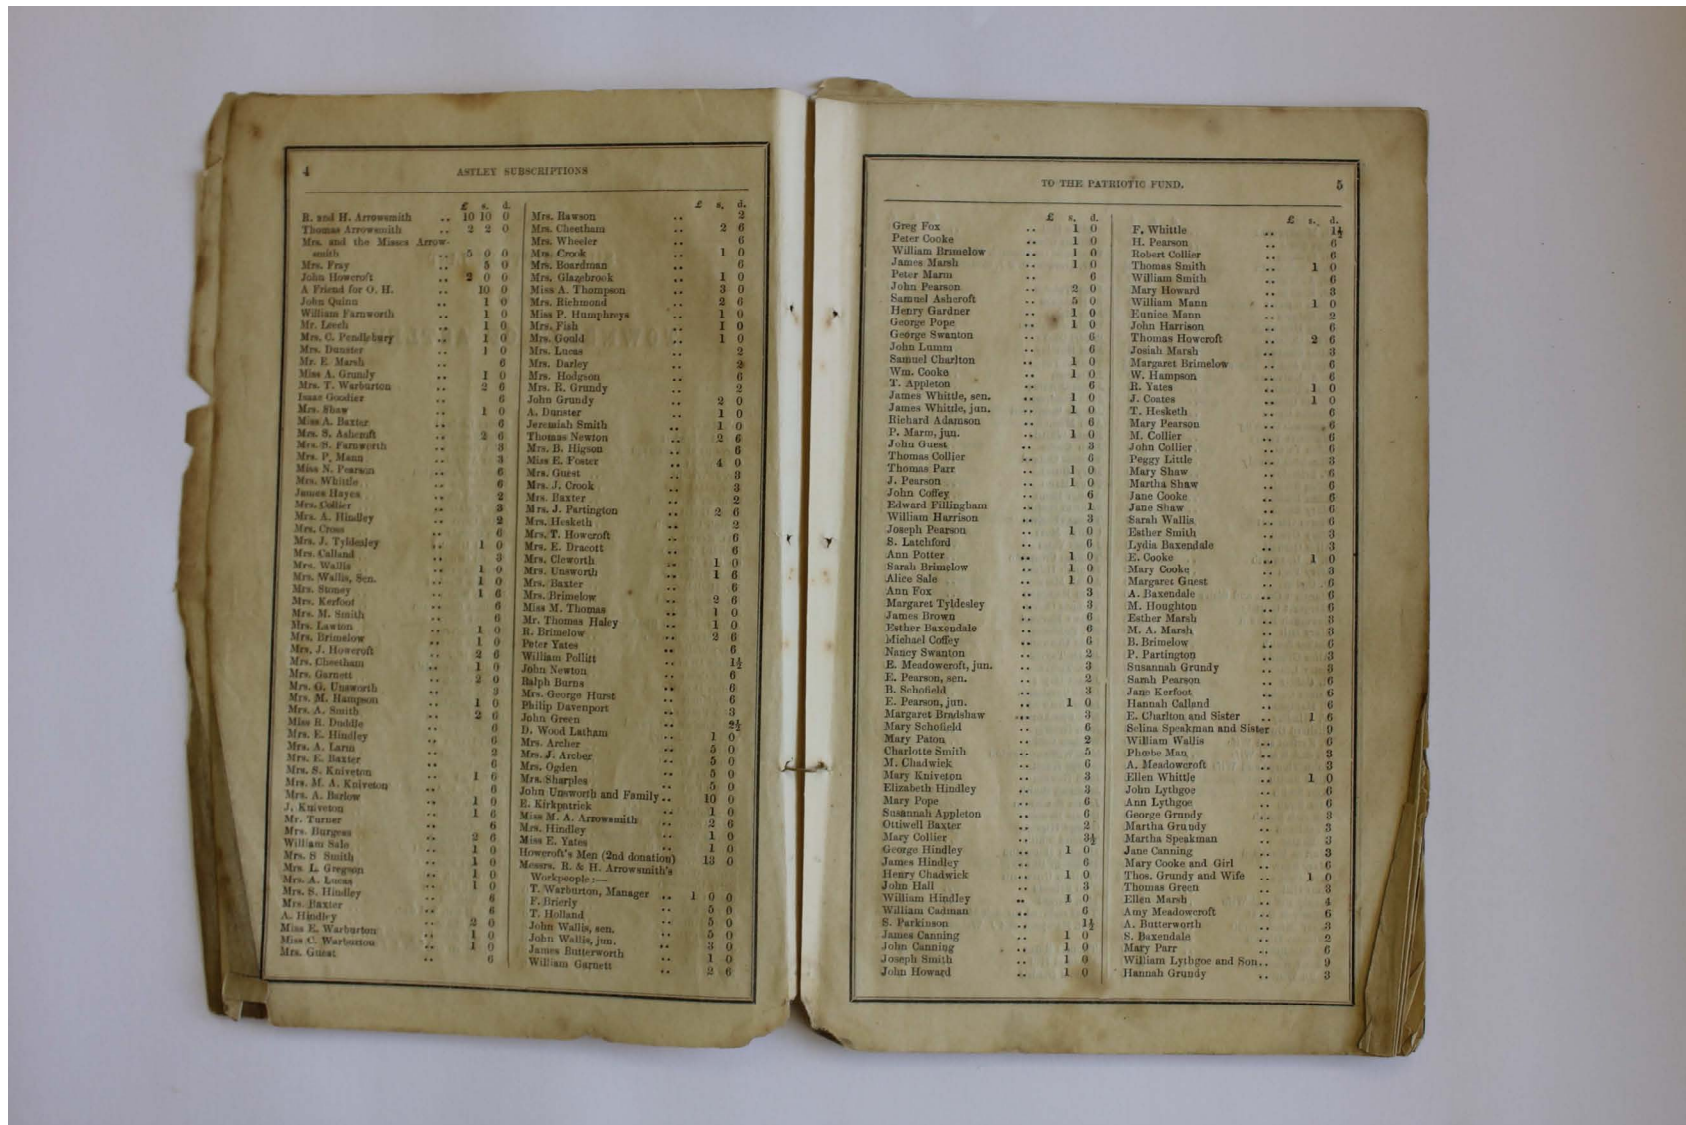 4 ASTLEY SUBSCRIPTIONS
£ s. d.
R. and H. Arrowsmith .. 10 10 0
Thomas Arrowsmith .. 2 2 0
Mrs. and the Misses Arrow-
smith .. 5 0 0
Mrs. Fray .. 5 0
John Howcroft .. 2 0 0
A Friend for O. H. .. 10 0
John Quinn .. 1 0
William Farnworth .. 1 0
Mr. Leech .. 1 0
Mrs. C. Pendlebury .. 1 0
Mrs. Dunster .. 1 0
Mr. E. Marsh .. 6
Miss A. Grundy .. 1 0
Mrs. T. Warburton .. 2 6
Isaac Goodier .. 6
Mrs. Shaw .. 1 0
Miss A. Baxter .. 6
Mrs. S. Ashcroft .. 2 6
Mrs. S. Farnworth .. 3
Mrs. P. Mann .. 3
Miss N. Pearson .. 6
Mrs. Whittle .. 6
James Hayes .. 2
Mrs. Collier .. 3
Mrs. A. Hindley .. 2
Mrs. Cross .. 6
Mrs. J. Tyldesley .. 1 0
Mrs. Calland .. 3
Mrs. Wallis .. 1 0
Mrs. Wallis, Sen. .. 1 0
Mrs. Stoney .. 1 6
Mrs. Kerfoot .. 6
Mrs. M. Smith .. 6
Mrs. Lawton .. 1 0
Mrs. Brimelow .. 1 0
Mrs. J. Howcroft .. 2 6
Mrs. Cheetham .. 1 0
Mrs. Garnett .. 2 0
Mrs. G. Unsworth .. 3
Mrs. M. Hampson .. 1 0
Mrs. A. Smith .. 2 6
Miss R. Doddle .. 6
Mrs. E. Hindley .. 6
Mrs. A. Larm .. 2
Mrs. E. Baxter .. 6
Mrs. S. Kniveton .. 1 6
Mrs. M. A. Kniveton .. 6
Mrs. A. Barlow .. 1 0
J. Kniveton .. 1 6
Mr. Turner .. 6
Mrs. Burgess .. 2 6
William Sale .. 1 0
Mrs. S Smith .. 1 0
Mrs. L. Gregson .. 1 0
Mrs. A. Lucas .. 1 0
Mrs. S. Hindley .. 6
Mrs. Baxter .. 6
A. Hindley .. 2 0
Miss E. Warburton .. 1 0
Miss C. Warburton .. 1 0
Mrs. Guest .. 6
£ s. d.
Mrs. Rawson .. 2
Mrs. Cheetham .. 2 6
Mrs. Wheeler .. 6
Mrs. Crook .. 1 0
Mrs. Boardman .. 6
Mrs. Glazebrook .. 1 0
Miss A. Thompson .. 3 0
Mrs. Richmond .. 2 6
Miss P. Humphreys .. 1 0
Mrs. Fish .. 1 0
Mrs. Gould .. 1 0
Mrs. Lucas .. 2
Mrs. Darley .. 2
Mrs. Hodgson .. 6
Mrs. R. Grundy .. 2
John Grundy .. 2 0
A. Dunster .. 1 0
Jeremiah Smith .. 1 0
Thomas Newton .. 2 6
Mrs. B. Higson .. 6
Miss E. Foster .. 4 0
Mrs. Guest .. 3
Mrs. J. Crook .. 3
Mrs. Baxter .. 2
Mrs. J. Partington .. 2 6
Mrs. Hesketh .. 2
Mrs. T. Howcroft .. 6
Mrs. E. Dracott .. 6
Mrs. Cleworth .. 1 0
Mrs. Unsworth .. 1 6
Mrs. Baxter .. 6
Mrs. Brimelow .. 2 6
Miss M. Thomas .. 1 0
Mr. Thomas Haley .. 1 0
R. Brimelow .. 2 6
Peter Yates .. 6
William Pollitt .. 1½
John Newton .. 6
Ralph Burns .. 6
Mrs. George Hurst .. 6
Philip Davenport .. 3
John Green .. 2½
D. Wood Latham .. 1 0
Mrs. Archer .. 5 0
Mrs. J. Archer .. 5 0
Mrs. Ogden .. 5 0
Mrs. Sharples .. 5 0
John Unsworth and Family .. 10 0
E. Kirkpatrick .. 1 0
Miss M. A. Arrowsmith .. 2 6
Mrs. Hindley .. 1 0
Miss E. Yates .. 1 0
Howcroft's Men (2nd donation) 13 0
Messrs. R. & H. Arrowsmith's
Workpeople:—
T. Warburton, Manager .. 1 0 0
F. Brierly .. 5 0
T. Holland .. 5 0
John Wallis, sen. .. 5 0
John Wallis, jun. .. 3 0
James Butterworth .. 1 0
William Garnett .. 2 6
TO THE PATRIOTIC FUND. 5
£ s. d.
Greg Fox .. 1 0
Peter Cooke .. 1 0
William Brimelow .. 1 0
James Marsh .. 1 0
Peter Marm .. 6
John Pearson .. 2 0
Samuel Ashcroft .. 5 0
Henry Gardner .. 1 0
George Pope .. 1 0
George Swanton .. 6
John Lumm .. 6
Samuel Charlton .. 1 0
Wm. Cooke .. 1 0
T. Appleton .. 6
James Whittle, sen. .. 1 0
James Whittle, jun. .. 1 0
Richard Adamson .. 6
P. Marm, jun. .. 1 0
John Guest .. 3
Thomas Collier .. 6
Thomas Parr .. 1 0
J. Pearson .. 1 0
John Coffey .. 6
Edward Fillingham .. 1
William Harrison .. 3
Joseph Pearson .. 1 0
S. Latchford .. 6
Ann Potter .. 1 0
Sarah Brimelow .. 1 0
Alice Sale .. 1 0
Ann Fox .. 3
Margaret Tyldesley .. 3
James Brown .. 6
Esther Baxendale .. 6
Michael Coffey .. 6
Nancy Swanton .. 2
E. Meadowcroft, jun. .. 3
E. Pearson, sen. .. 2
B. Schofield .. 3
E. Pearson, jun. .. 1 0
Margaret Bradshaw .. 3
Mary Schofield .. 6
Mary Paton .. 2
Charlotte Smith .. 5
M. Chadwick .. 6
Mary Kniveton .. 3
Elizabeth Hindley .. 3
Mary Pope .. 6
Susannah Appleton .. 6
Ottiwell Baxter .. 2
Mary Collier .. 3½
George Hindley .. 1 0
James Hindley .. 6
Henry Chadwick .. 1 0
John Hall .. 3
William Hindley .. 1 0
William Cadman .. 6
S. Parkinson .. 1½
James Canning .. 1 0
John Canning .. 1 0
Joseph Smith .. 1 0
John Howard .. 1 0
£ s. d.
F. Whittle .. 1½
H. Pearson .. 6
Robert Collier .. 6
Thomas Smith .. 1 0
William Smith .. 6
Mary Howard .. 3
William Mann .. 1 0
Eunice Mann .. 2
John Harrison .. 6
Thomas Howcroft .. 2 6
Josiah Marsh .. 3
Margaret Brimelow .. 6
W. Hampson .. 6
R. Yates .. 1 0
J. Coates .. 1 0
T. Hesketh .. 6
Mary Pearson .. 6
M. Collier .. 6
John Collier .. 6
Peggy Little .. 3
Mary Shaw .. 6
Martha Shaw .. 6
Jane Cooke .. 6
Jane Shaw .. 6
Sarah Wallis .. 6
Esther Smith .. 3
Lydia Baxendale .. 3
E. Cooke .. 1 0
Mary Cooke .. 3
Margaret Guest .. 6
A. Baxendale .. 6
M. Houghton .. 6
Esther Marsh .. 3
M. A. Marsh .. 3
B. Brimelow .. 6
P. Partington .. 3
Susannah Grundy .. 3
Sarah Pearson .. 6
Jane Kerfoot .. 6
Hannah Calland .. 6
E. Charlton and Sister .. 1 6
Selina Speakman and Sister 9
William Wallis .. 6
Phœbe Man .. 3
A. Meadowcroft .. 3
Ellen Whittle .. 1 0
John Lythgoe .. 6
Ann Lythgoe .. 6
George Grundy .. 3
Martha Grundy .. 3
Martha Speakman .. 3
Jane Canning .. 3
Mary Cooke and Girl .. 6
Thos. Grundy and Wife .. 1 0
Thomas Green .. 3
Ellen Marsh .. 4
Amy Meadowcroft .. 6
A. Butterworth .. 3
S. Baxendale .. 2
Mary Parr .. 6
William Lythgoe and Son.. 9
Hannah Grundy .. 3